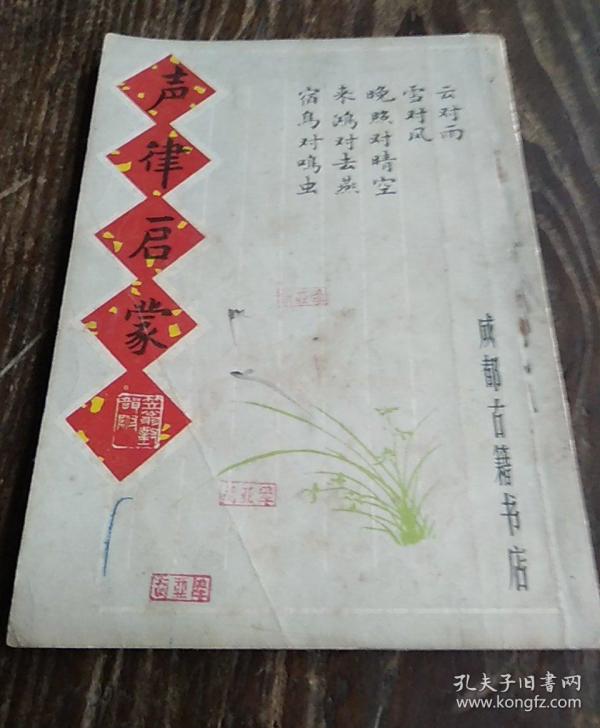 声律启蒙
云对雨
雪对风
晚照对晴空
来鸿对去燕
宿鸟对鸣虫
成都古籍书店
孔夫子旧书网
KONGFZ.COM